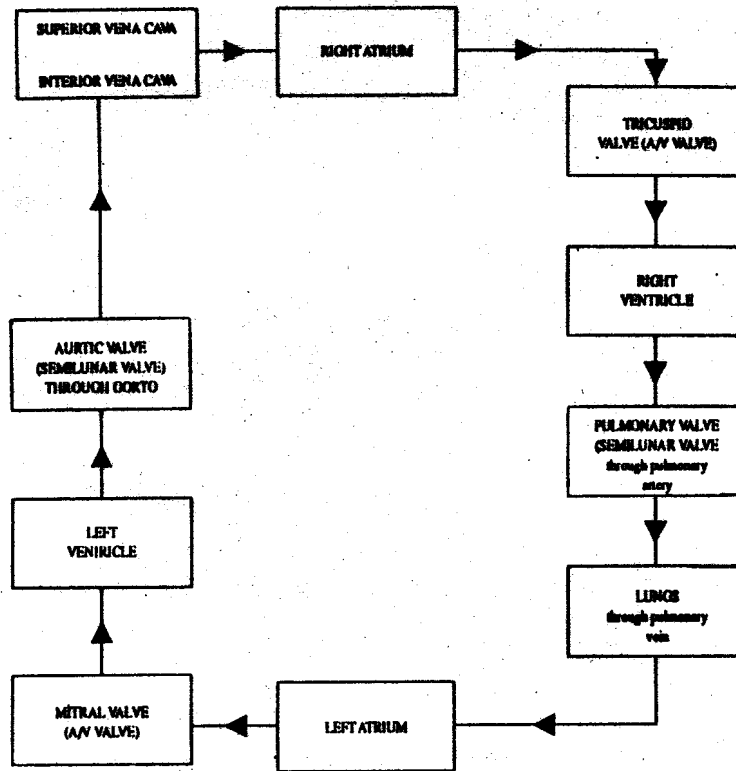 SUPERIOR VENA CAVA
INTERIOR VENA CAVA
RIGHT ATRIUM
TRICUSPID
VALVE (A/V VALVE)
RIGHT
VENTRICLE
PULMONARY VALVE
(SEMILUNAR VALVE
through pulmonary
artery
LUNGS
through pulmonary
vein
LEFT ATRIUM
MITRAL VALVE
(A/V VALVE)
LEFT
VENIRICLE
AURTIC VALVE
(SEMILUNAR VALVE)
THROUGH GORTO